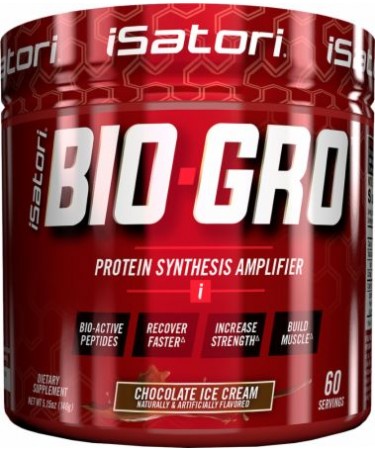 iSatori.
iSatori.
BIO-GRO
PROTEIN SYNTHESIS AMPLIFIER
i
BIO-ACTIVE
PEPTIDES
RECOVER
FASTER△
INCREASE
STRENGTH△
BUILD
MUSCLE△
DIETARY
SUPPLEMENT
CHOCOLATE ICE CREAM
NATURALLY & ARTIFICIALLY FLAVORED
60
SERVINGS